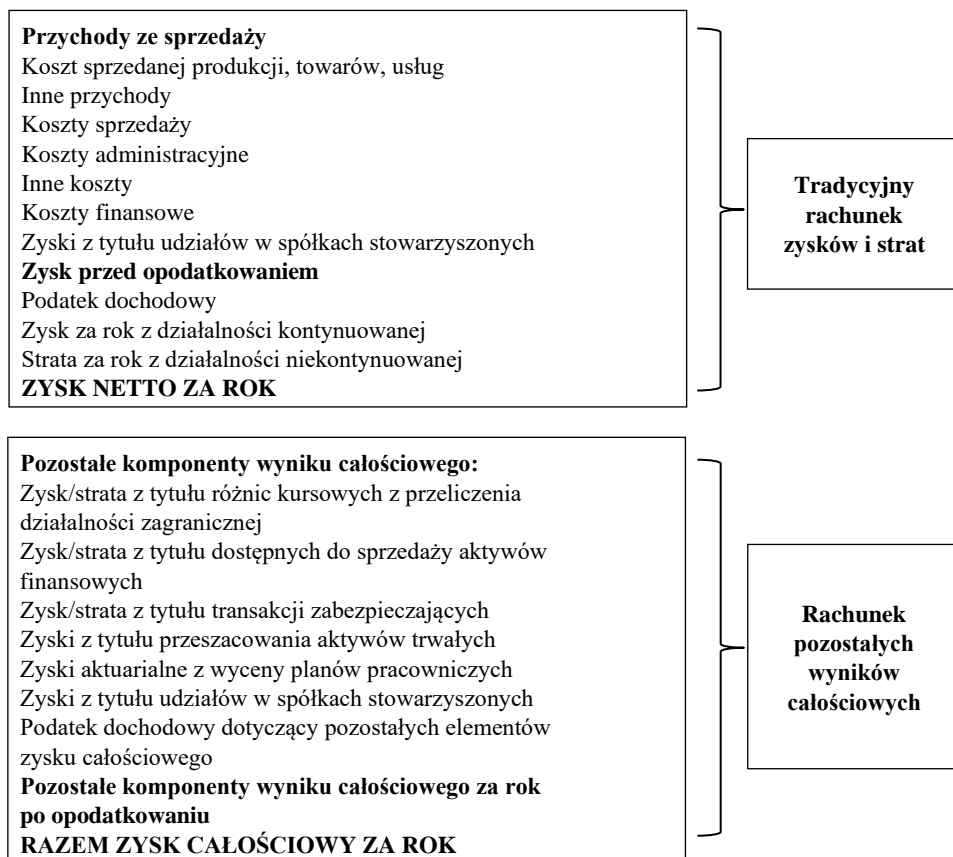 Przychody ze sprzedaży
Koszt sprzedanej produkcji, towarów, usług
Inne przychody
Koszty sprzedaży
Koszty administracyjne
Inne koszty
Koszty finansowe
Zyski z tytułu udziałów w spółkach stowarzyszonych
Zysk przed opodatkowaniem
Podatek dochodowy
Zysk za rok z działalności kontynuowanej
Strata za rok z działalności niekontynuowanej
ZYSK NETTO ZA ROK
Tradycyjny
rachunek
zysków i strat
Pozostałe komponenty wyniku całościowego:
Zysk/strata z tytułu różnic kursowych z przeliczenia
działalności zagranicznej
Zysk/strata z tytułu dostępnych do sprzedaży aktywów
finansowych
Zysk/strata z tytułu transakcji zabezpieczających
Zyski z tytułu przeszacowania aktywów trwałych
Zyski aktuarialne z wyceny planów pracowniczych
Zyski z tytułu udziałów w spółkach stowarzyszonych
Podatek dochodowy dotyczący pozostałych elementów
zysku całościowego
Pozostałe komponenty wyniku całościowego za rok
po opodatkowaniu
RAZEM ZYSK CAŁOŚCIOWY ZA ROK
Rachunek
pozostałych
wyników
całościowych